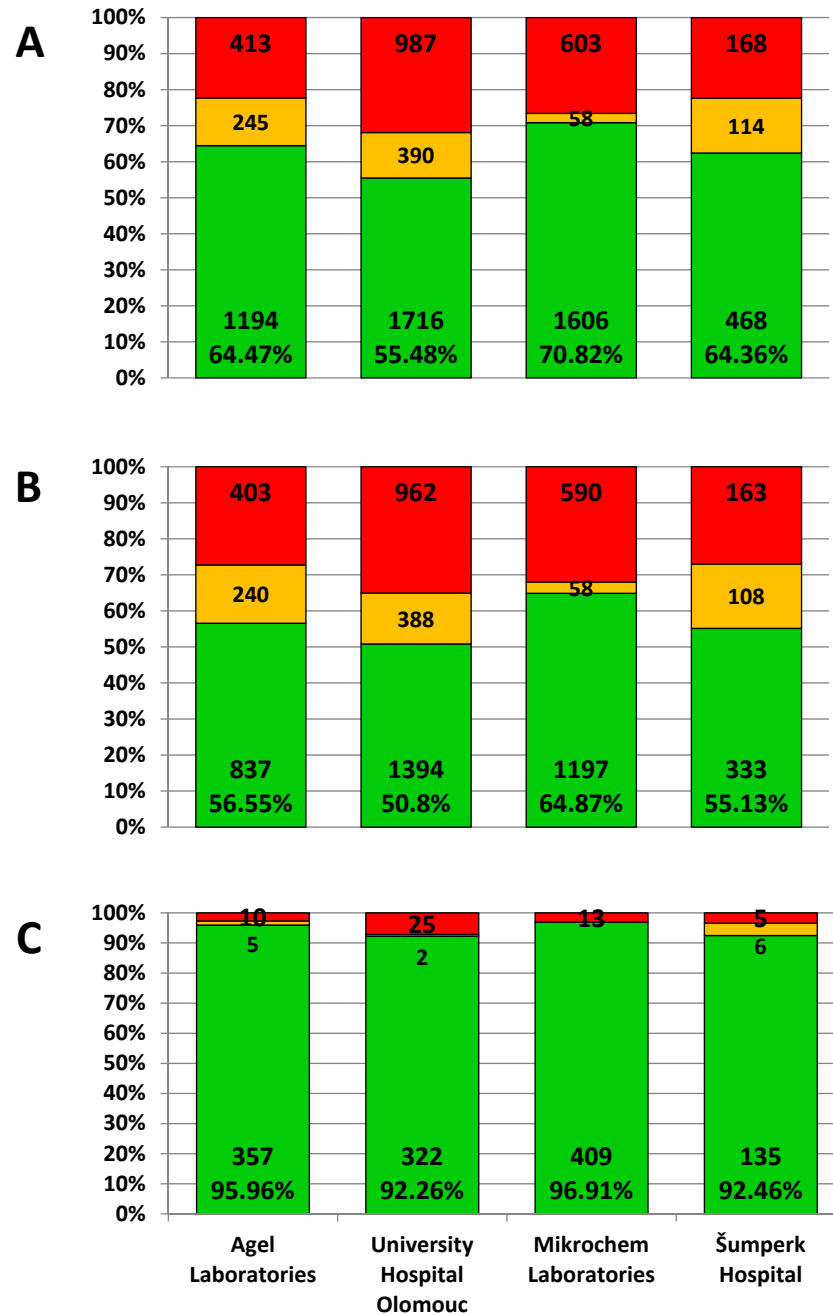 A
100%
90%
80%
70%
60%
50%
40%
30%
20%
10%
0%
413 987 603 168
245 390 58 114
1194 1716 1606 468
64.47% 55.48% 70.82% 64.36%
B
100%
90%
80%
70%
60%
50%
40%
30%
20%
10%
0%
403 962 590 163
240 388 58 108
837 1394 1197 333
56.55% 50.8% 64.87% 55.13%
C
100%
90%
80%
70%
60%
50%
40%
30%
20%
10%
0%
10 25 13 5
5 2 6
357 322 409 135
95.96% 92.26% 96.91% 92.46%
Agel
Laboratories
University
Hospital
Olomouc
Mikrochem
Laboratories
Šumperk
Hospital